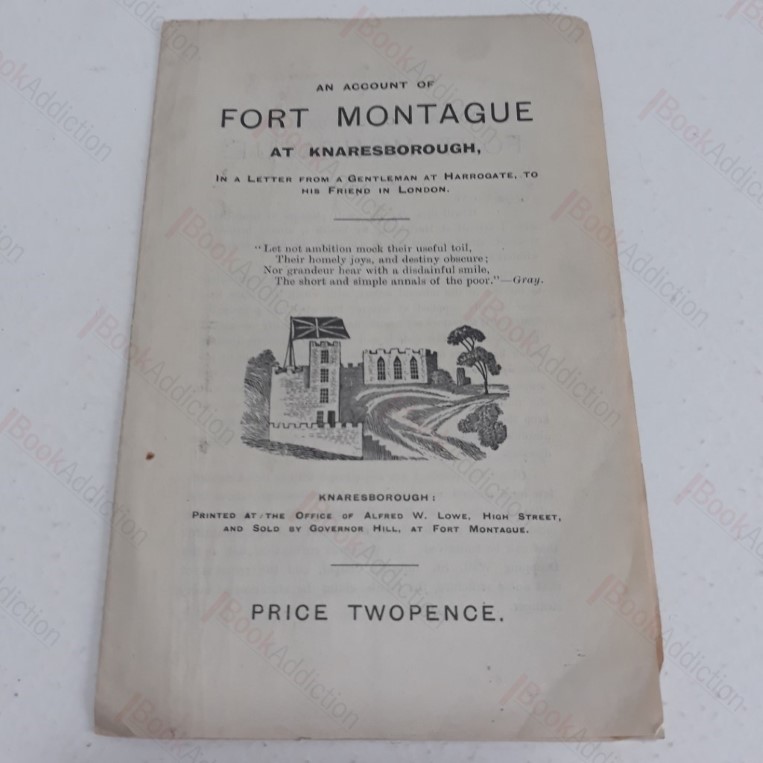 AN ACCOUNT OF
FORT MONTAGUE
AT KNARESBOROUGH,
IN A LETTER FROM A GENTLEMAN AT HARROGATE, TO
HIS FRIEND IN LONDON.
"Let not ambition mock their useful toil,
Their homely joys, and destiny obscure;
Nor grandeur hear with a disdainful smile,
The short and simple annals of the poor."—Gray.
KNARESBOROUGH:
PRINTED AT THE OFFICE OF ALFRED W. LOWE, HIGH STREET,
AND SOLD BY GOVERNOR HILL, AT FORT MONTAGUE.
PRICE TWOPENCE.
BookAddiction